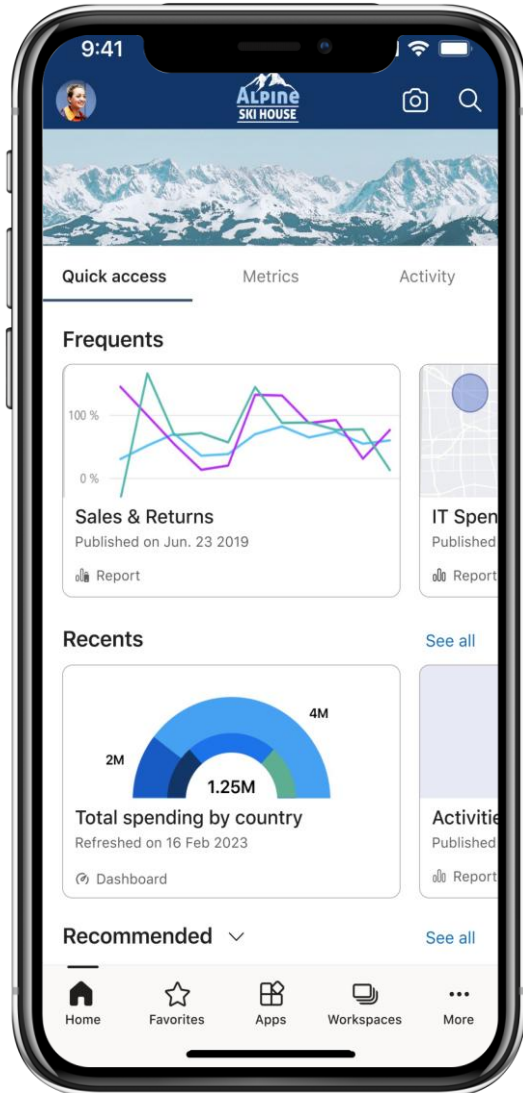 9:41
ALPINE
SKI HOUSE
Quick access Metrics Activity
Frequents
100 %
0 %
Sales & Returns
Published on Jun. 23 2019
Report
IT Spen
Published
Report
Recents See all
4M
2M
1.25M
Total spending by country
Refreshed on 16 Feb 2023
Dashboard
Activitie
Published
Report
Recommended See all
Home Favorites Apps Workspaces More